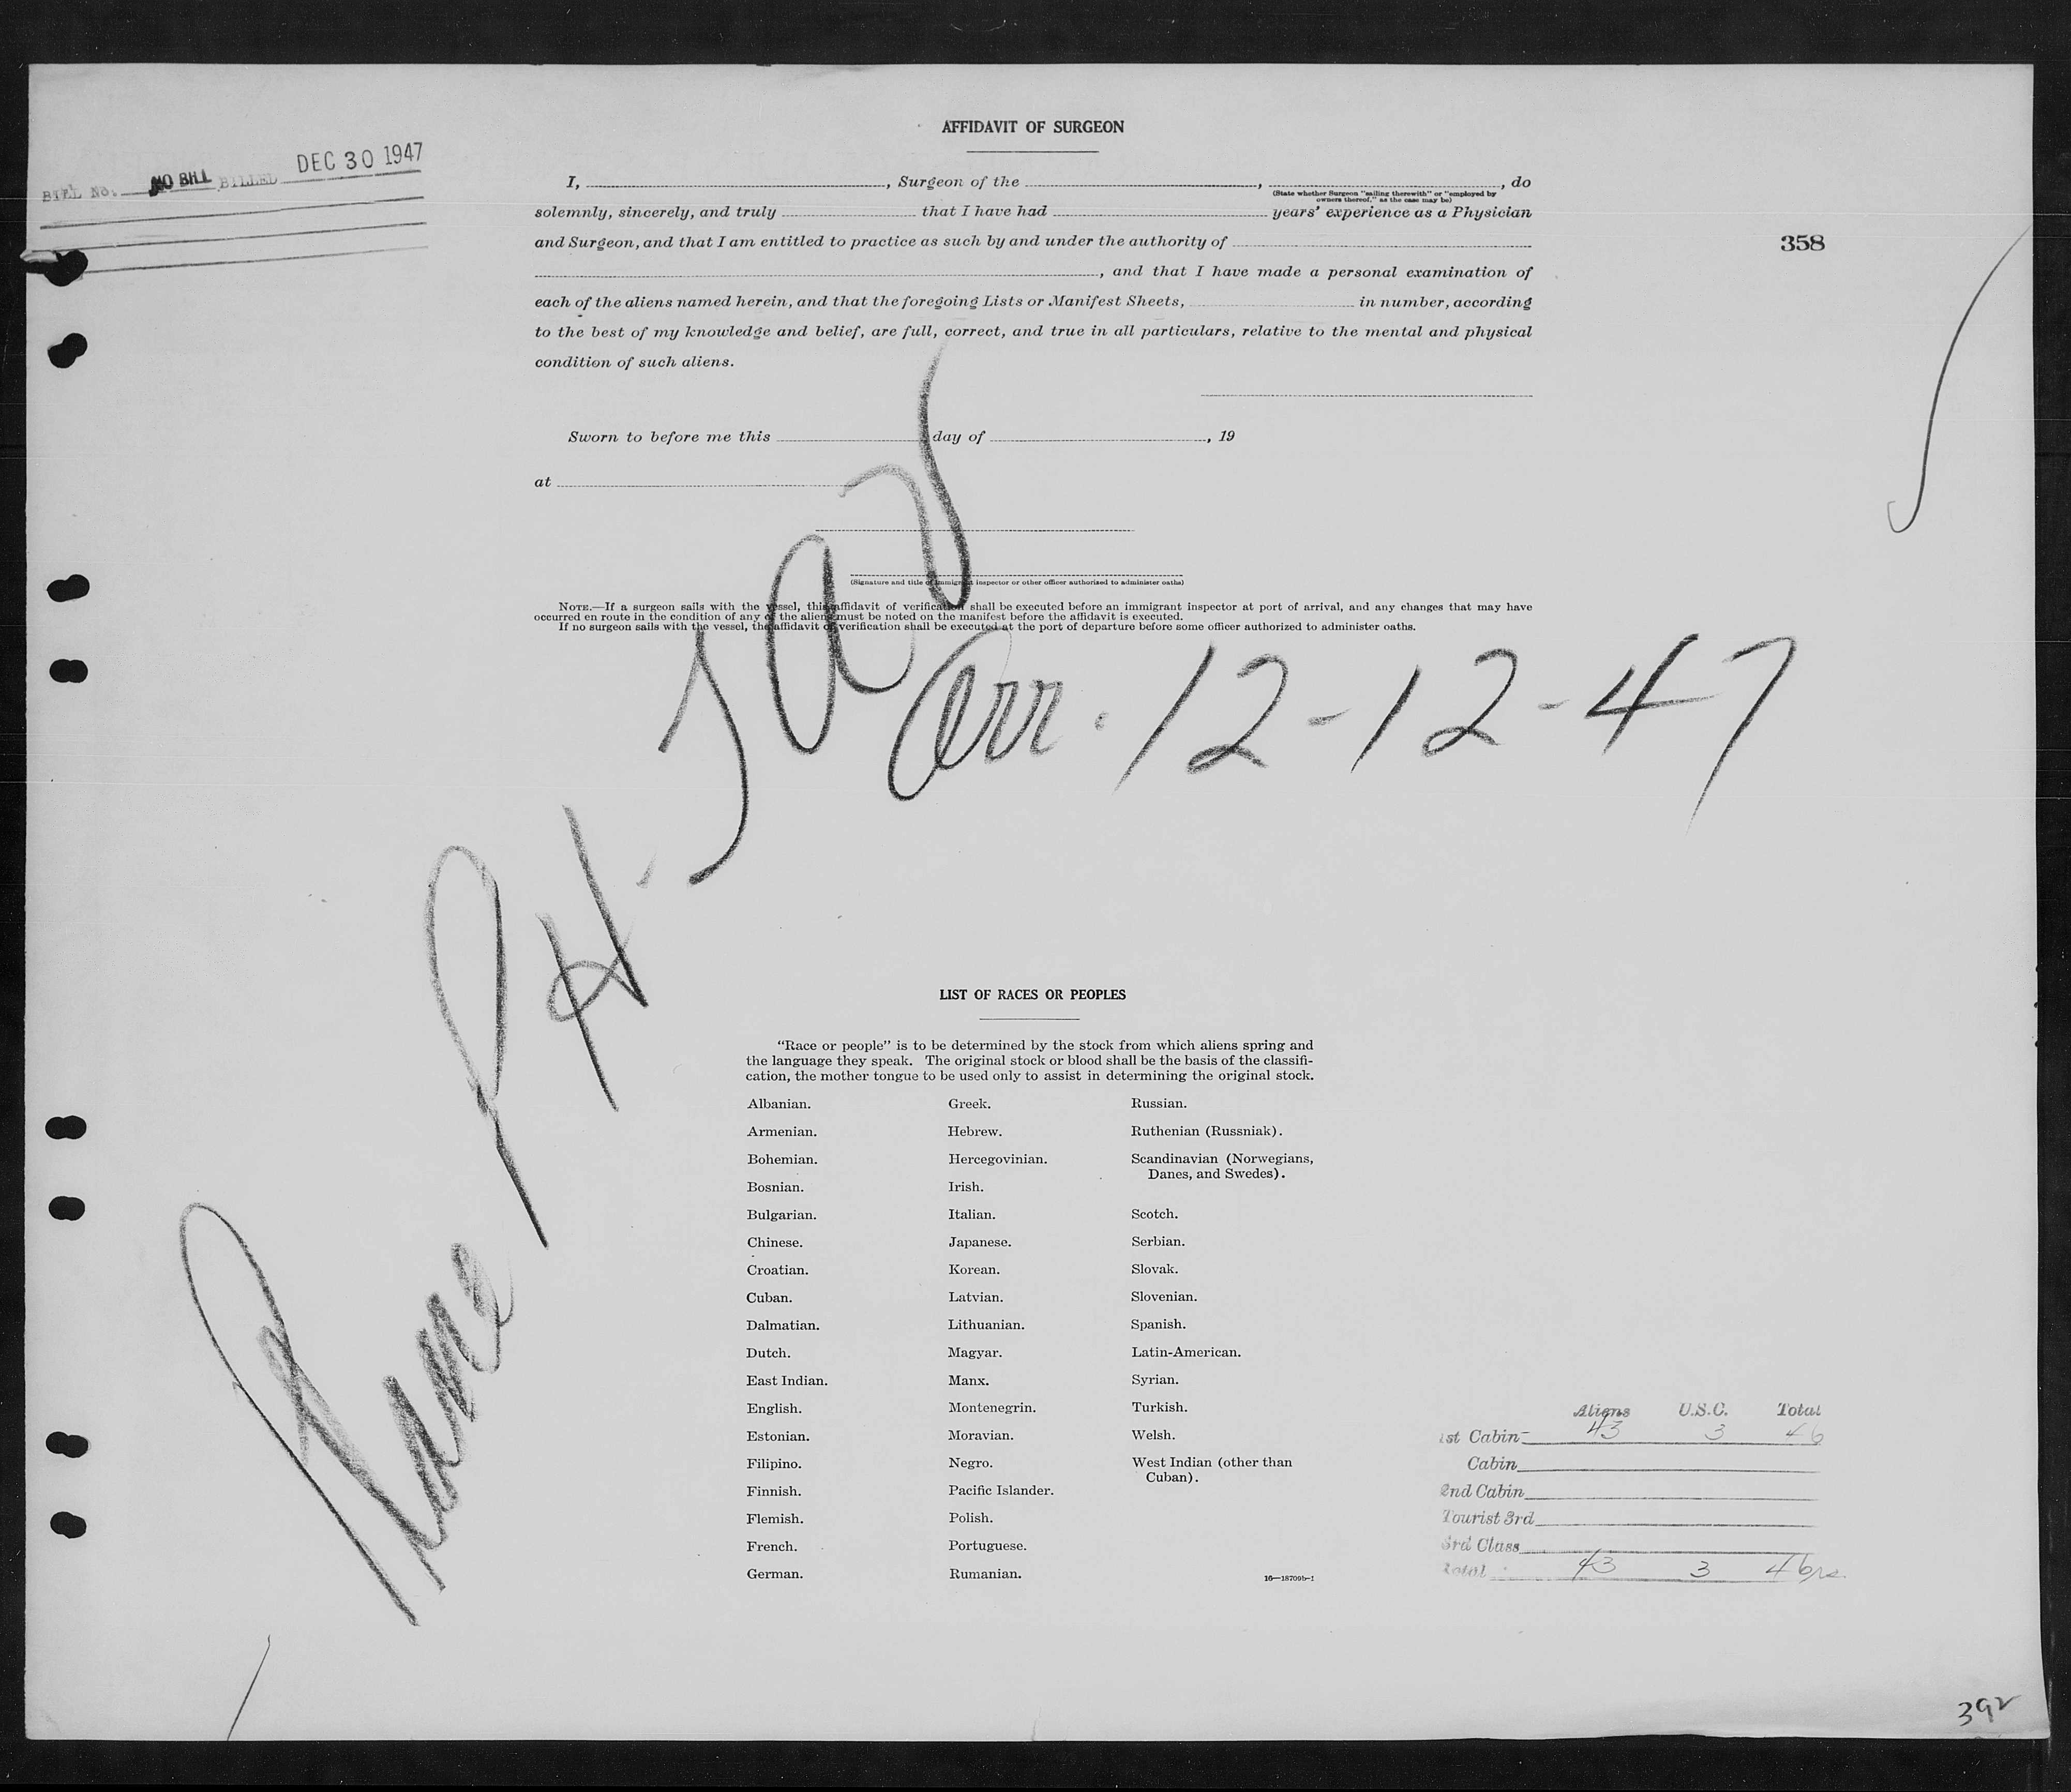 AFFIDAVIT OF SURGEON
BILL No. NO BILL BILLED DEC 30 1947
I, , Surgeon of the , , do
(State whether Surgeon "sailing therewith" or "employed by
owners thereof," as the case may be)
solemnly, sincerely, and truly that I have had years' experience as a Physician
and Surgeon, and that I am entitled to practice as such by and under the authority of
358
, and that I have made a personal examination of
each of the aliens named herein, and that the foregoing Lists or Manifest Sheets, in number, according
to the best of my knowledge and belief, are full, correct, and true in all particulars, relative to the mental and physical
condition of such aliens.
Sworn to before me this day of , 19
at
(Signature and title of immigrant inspector or other officer authorized to administer oaths)
NOTE.—If a surgeon sails with the vessel, this affidavit of verification shall be executed before an immigrant inspector at port of arrival, and any changes that may have
occurred en route in the condition of any of the aliens must be noted on the manifest before the affidavit is executed.
If no surgeon sails with the vessel, the affidavit of verification shall be executed at the port of departure before some officer authorized to administer oaths.
Plane PH-TAU
Arr. 12-12-47
LIST OF RACES OR PEOPLES
"Race or people" is to be determined by the stock from which aliens spring and
the language they speak. The original stock or blood shall be the basis of the classifi-
cation, the mother tongue to be used only to assist in determining the original stock.
Albanian. Greek. Russian.
Armenian. Hebrew. Ruthenian (Russniak).
Bohemian. Hercegovinian. Scandinavian (Norwegians,
Danes, and Swedes).
Bosnian. Irish.
Bulgarian. Italian. Scotch.
Chinese. Japanese. Serbian.
Croatian. Korean. Slovak.
Cuban. Latvian. Slovenian.
Dalmatian. Lithuanian. Spanish.
Dutch. Magyar. Latin-American.
East Indian. Manx. Syrian.
English. Montenegrin. Turkish.
Estonian. Moravian. Welsh.
Filipino. Negro. West Indian (other than
Cuban).
Finnish. Pacific Islander.
Flemish. Polish.
French. Portuguese.
German. Rumanian.
16—18709b-1
Aliens U.S.C. Total
1st Cabin 43 3 46
Cabin
2nd Cabin
Tourist 3rd
3rd Class
Total 43 3 46
392